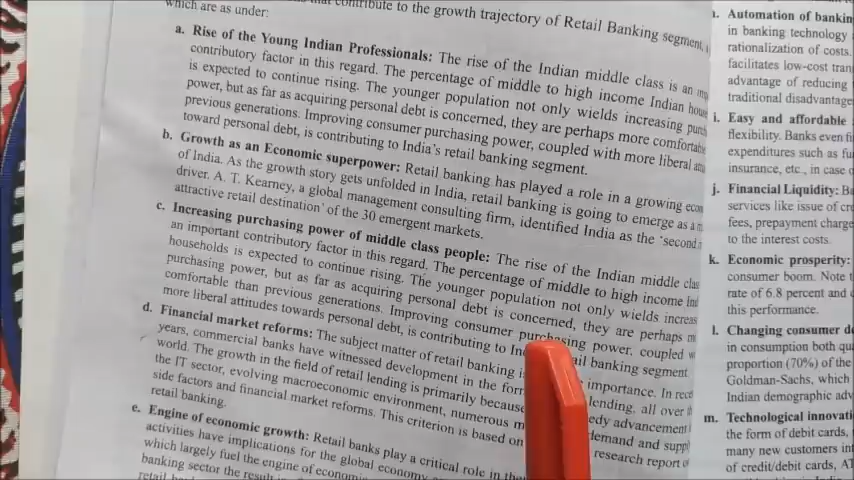 which are as under:
that contribute to the growth trajectory of Retail Banking segment,
a. Rise of the Young Indian Professionals: The rise of the Indian middle class is an
contributory factor in this regard. The percentage of middle to high income Indian
is expected to continue rising. The younger population not only wields increasing
power, but as far as acquiring personal debt is concerned, they are perhaps more comfortable
previous generations. Improving consumer purchasing power, coupled with more liberal
toward personal debt, is contributing to India's retail banking segment.
b. Growth as an Economic superpower: Retail banking has played a role in a growing
of India. As the growth story gets unfolded in India, retail banking is going to emerge as a
driver. A. T. Kearney, a global management consulting firm, identified India as the 'second
attractive retail destination' of the 30 emergent markets.
c. Increasing purchasing power of middle class people: The rise of the Indian middle
an important contributory factor in this regard. The percentage of middle to high income
households is expected to continue rising. The younger population not only wields
purchasing power, but as far as acquiring personal debt is concerned, they are perhaps
comfortable than previous generations. Improving consumer purchasing power, coupled
more liberal attitudes towards personal debt, is contributing to banking segment
d. Financial market reforms: The subject matter of retail banking importance. In
years, commercial banks have witnessed development in the lending, all over
world. The growth in the field of retail lending is primarily because advancement
the IT sector, evolving macroeconomic environment, numerous demand and
side factors and financial market reforms. This criterion is based on research report
retail banking.
e. Engine of economic growth: Retail banks play a critical role in
activities have implications for the global economy
which largely fuel the engine of
banking sector the
i. Automation of
in banking technology
rationalization of costs.
facilitates low-cost
advantage of reducing
traditional
i. Easy and affordable
flexibility. Banks even
expenditures such as
insurance, etc., in case
j. Financial Liquidity:
services like issue of
fees, prepayment
to the interest costs.
k. Economic prosperity:
consumer boom. Note
rate of 6.8 percent and
this performance.
l. Changing consumer
in consumption both
proportion (70%) of the
Goldman-Sachs, which
Indian demographic
m. Technological
the form of debit cards,
many new customers
of credit/debit cards,